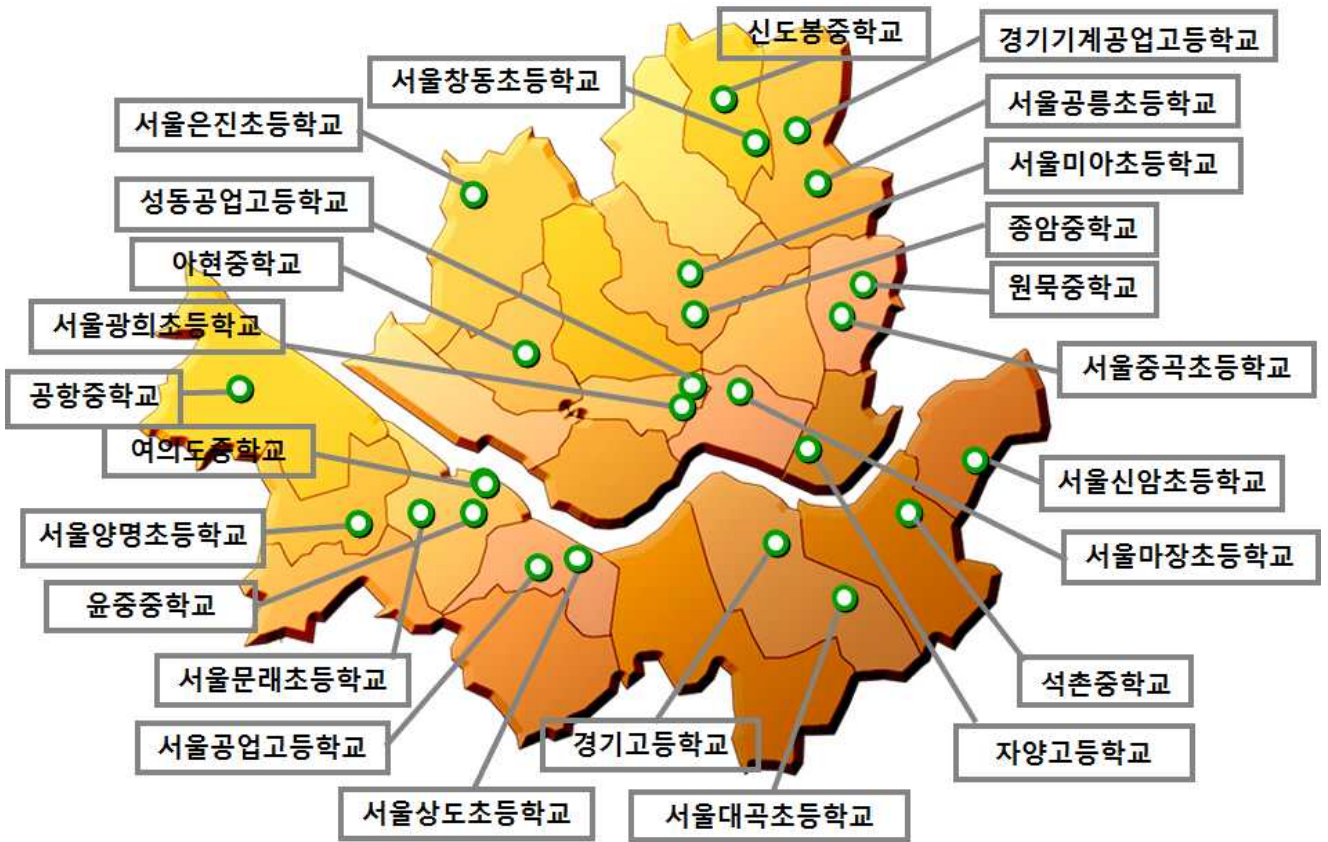 신도봉중학교
경기기계공업고등학교
서울창동초등학교
서울공릉초등학교
서울은진초등학교
서울미아초등학교
성동공업고등학교
종암중학교
아현중학교
원묵중학교
서울광희초등학교
서울중곡초등학교
공항중학교
여의도중학교
서울신암초등학교
서울양명초등학교
서울마장초등학교
윤중중학교
서울문래초등학교
석촌중학교
서울공업고등학교
경기고등학교
자양고등학교
서울상도초등학교
서울대곡초등학교